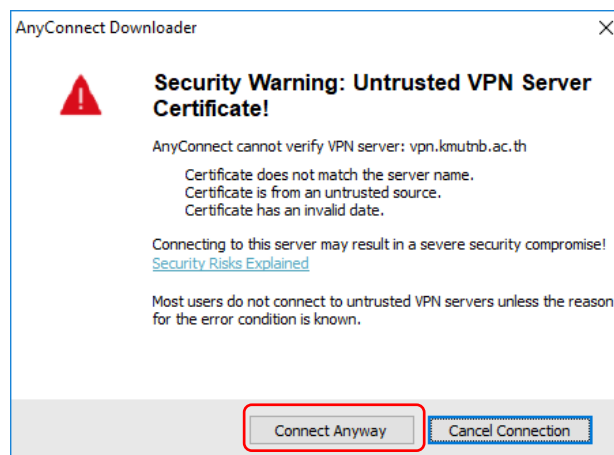 AnyConnect Downloader
Security Warning: Untrusted VPN Server
Certificate!
AnyConnect cannot verify VPN server: vpn.kmutnb.ac.th
Certificate does not match the server name.
Certificate is from an untrusted source.
Certificate has an invalid date.
Connecting to this server may result in a severe security compromise!
Security Risks Explained
Most users do not connect to untrusted VPN servers unless the reason
for the error condition is known.
Connect Anyway
Cancel Connection